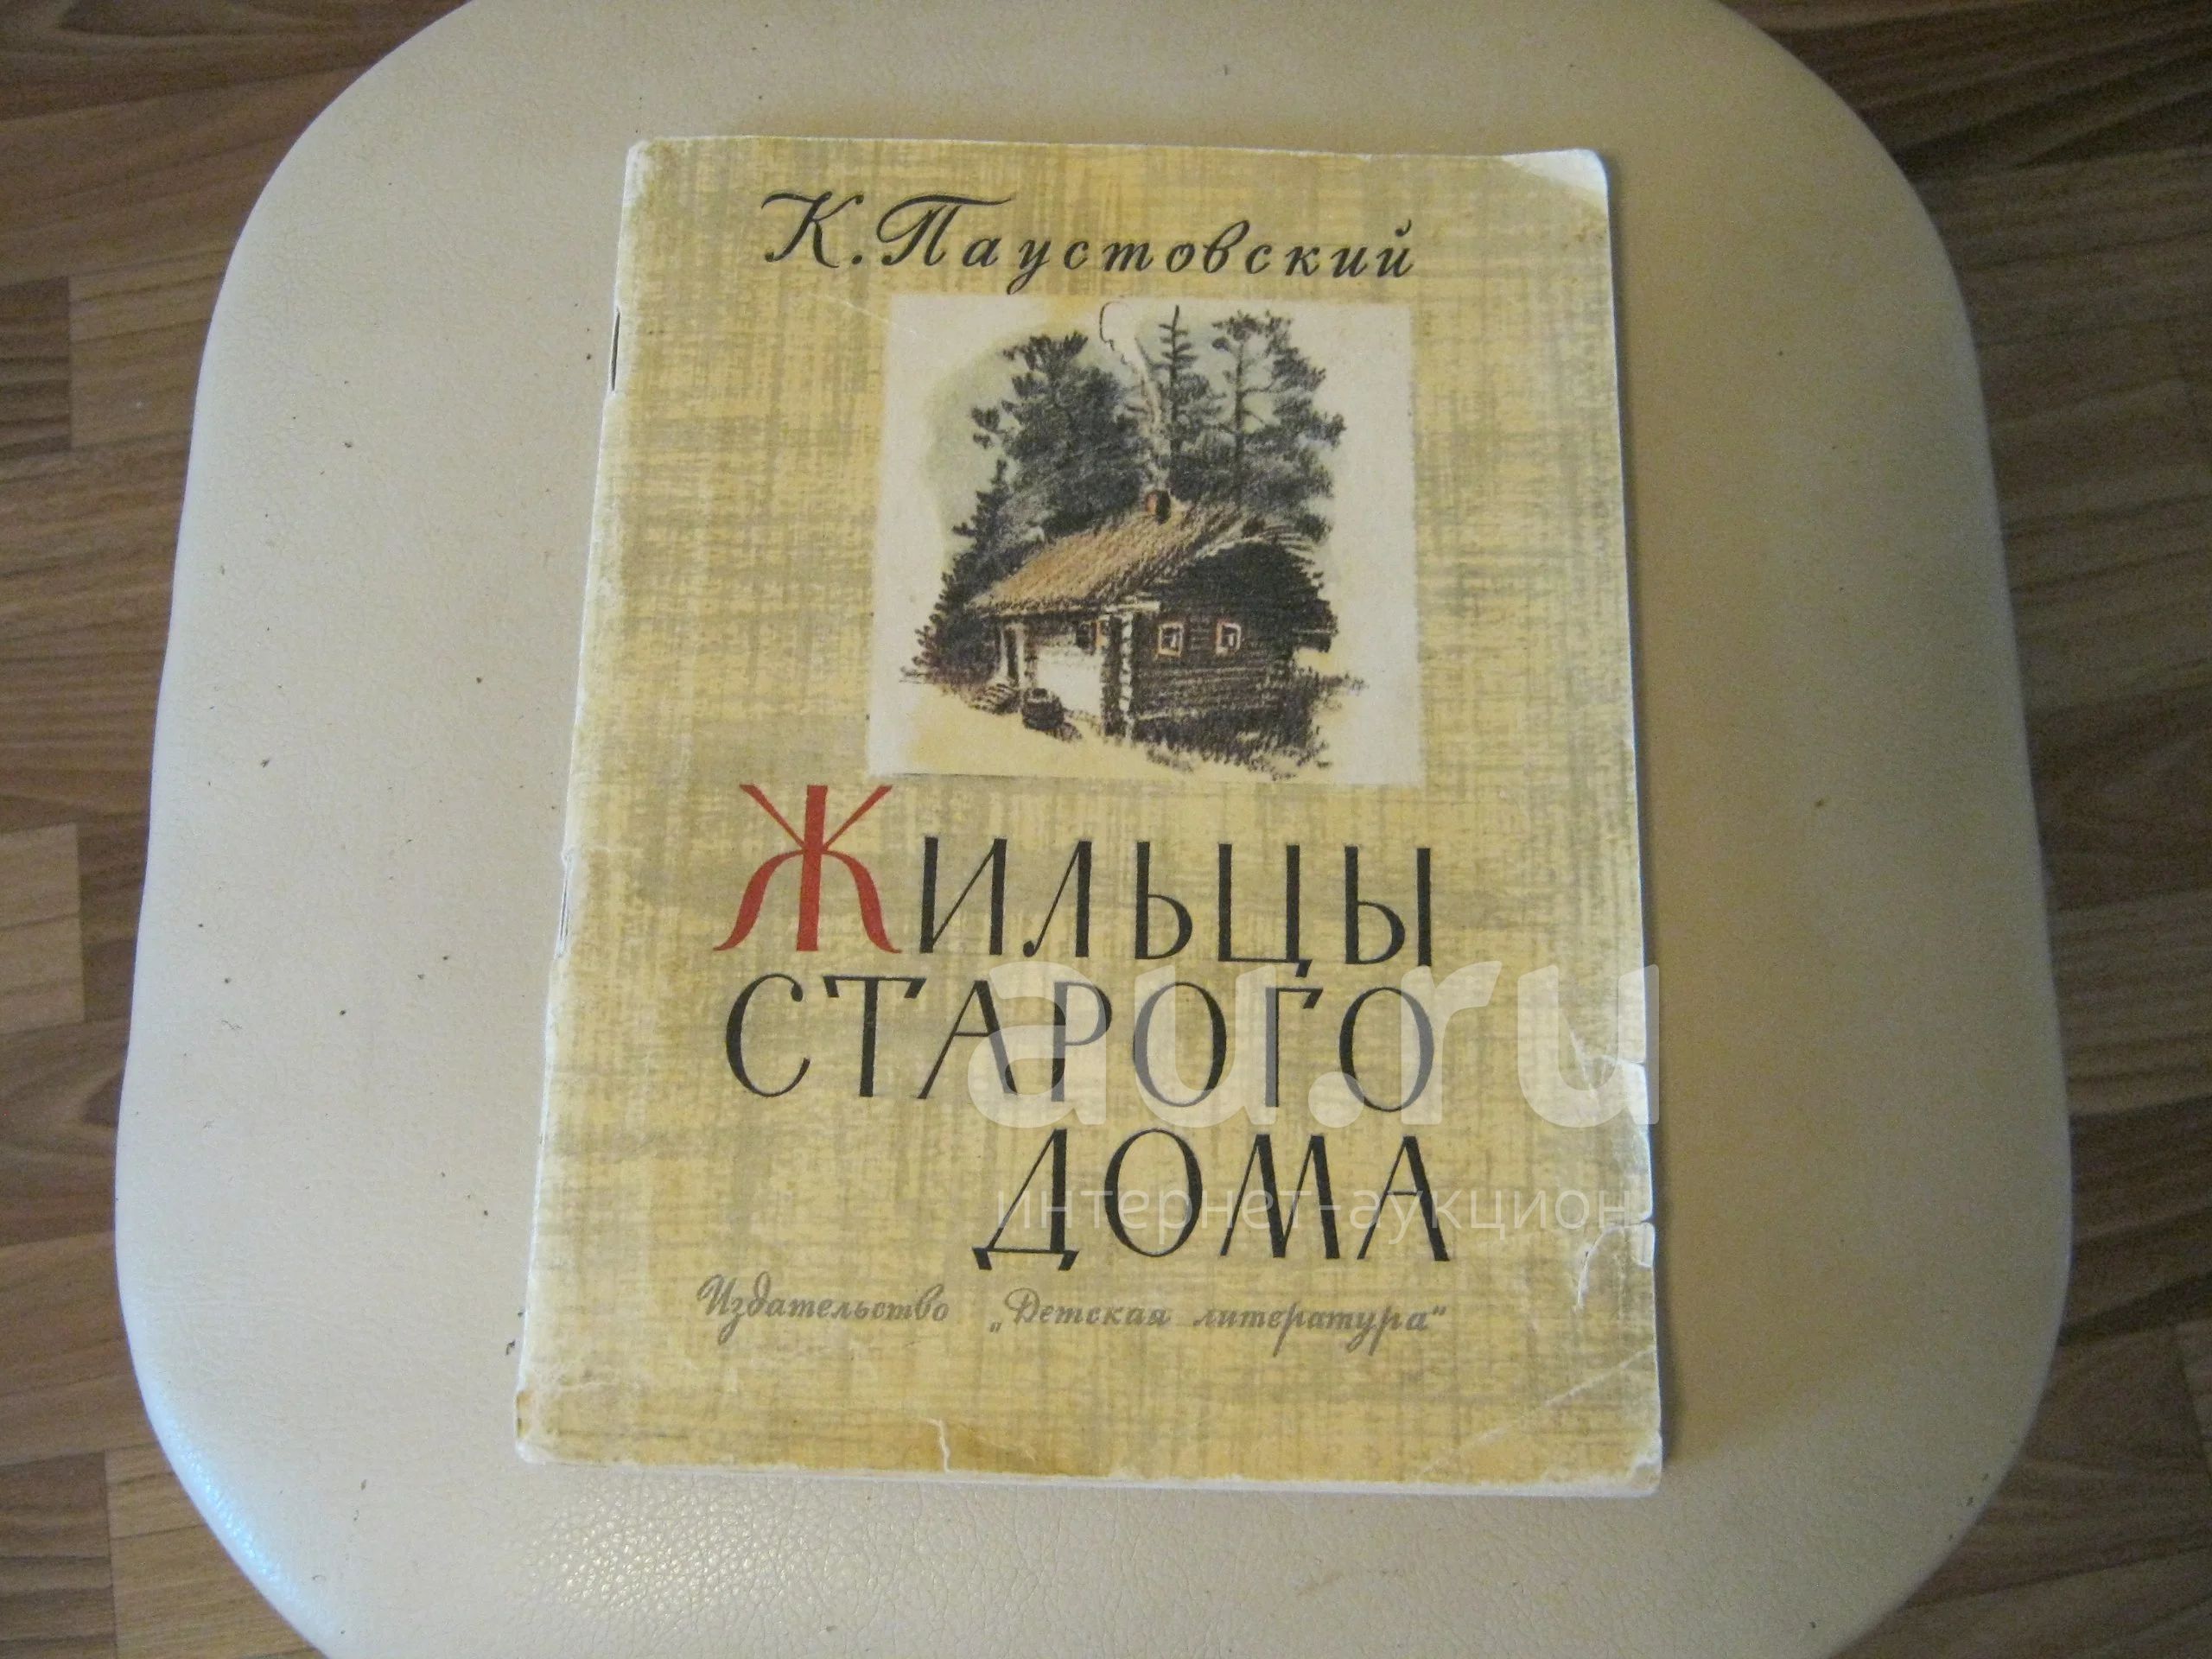 К. Паустовский
Жильцы
старого
дома
au.ru
интернет-аукцион
Издательство „Детская литература"